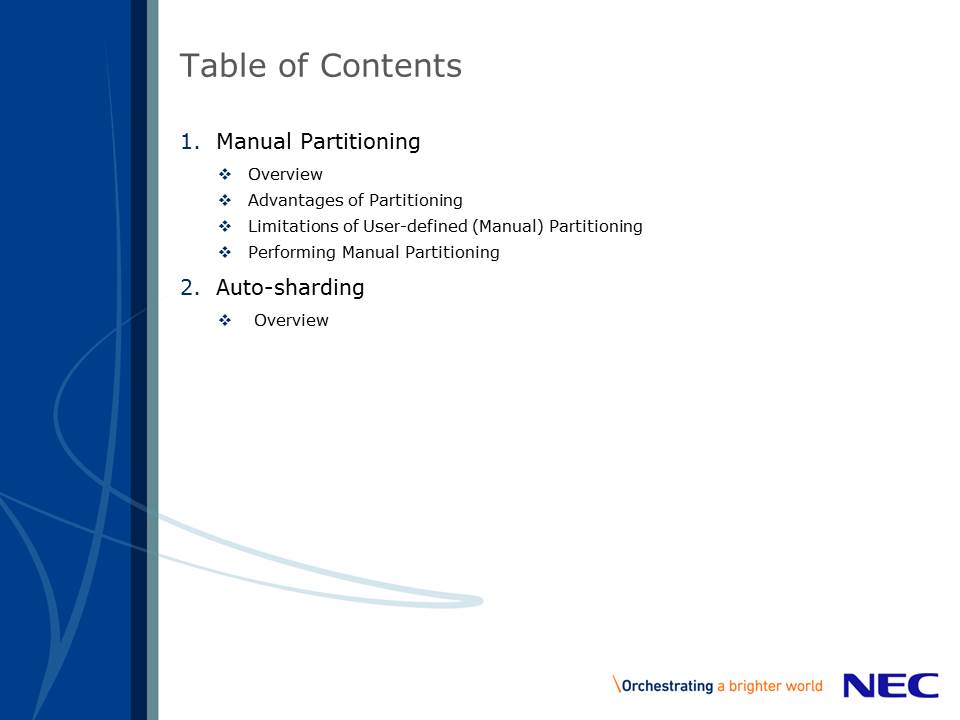 Table of Contents
1. Manual Partitioning
❖ Overview
❖ Advantages of Partitioning
❖ Limitations of User-defined (Manual) Partitioning
❖ Performing Manual Partitioning
2. Auto-sharding
❖ Overview
\Orchestrating a brighter world
NEC